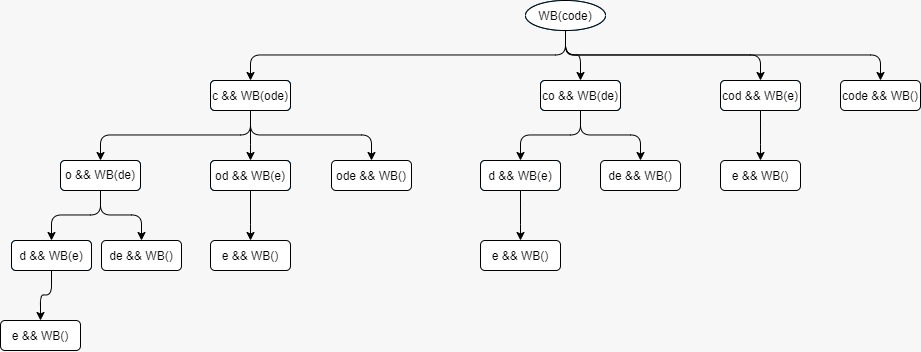 WB(code)
c && WB(ode)
co && WB(de)
cod && WB(e)
code && WB()
o && WB(de)
od && WB(e)
ode && WB()
d && WB(e)
de && WB()
e && WB()
d && WB(e)
de && WB()
e && WB()
e && WB()
e && WB()